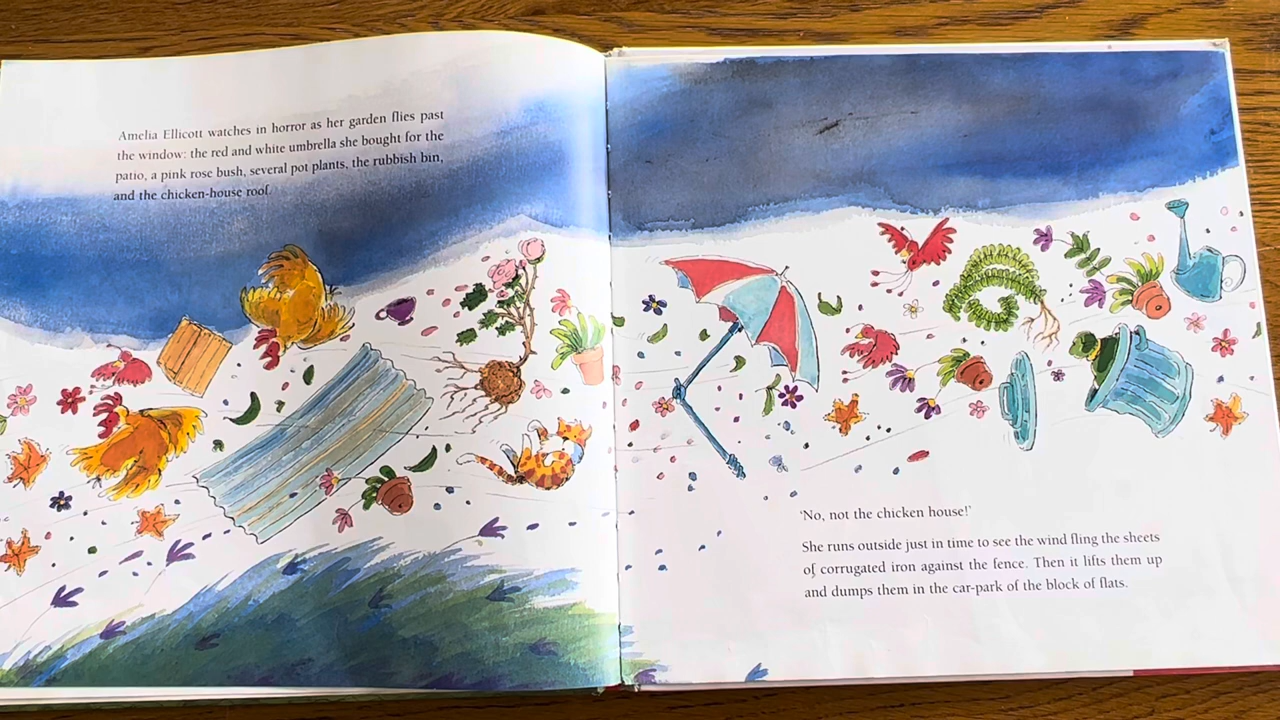 Amelia Ellicott watches in horror as her garden flies past
the window: the red and white umbrella she bought for the
patio, a pink rose bush, several pot plants, the rubbish bin,
and the chicken-house roof.
‘No, not the chicken house!’
She runs outside just in time to see the wind fling the sheets
of corrugated iron against the fence. Then it lifts them up
and dumps them in the car-park of the block of flats.